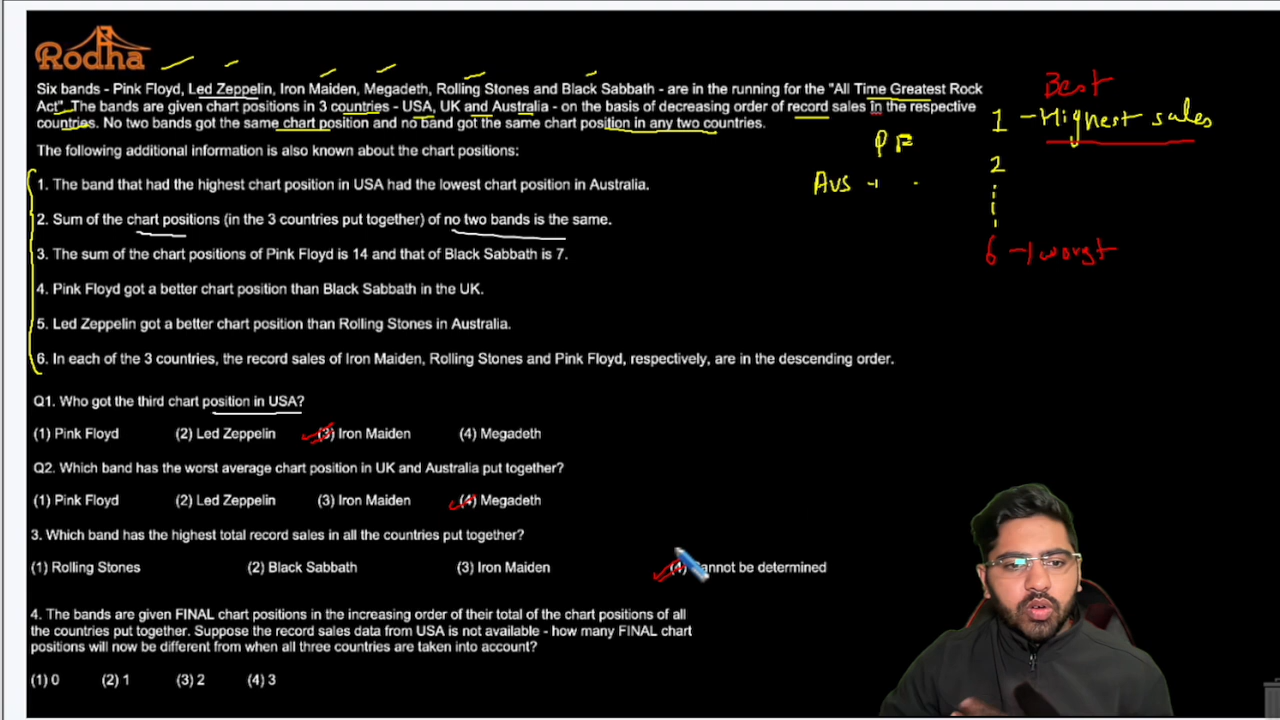 Rodha
Six bands - Pink Floyd, Led Zeppelin, Iron Maiden, Megadeth, Rolling Stones and Black Sabbath - are in the running for the "All Time Greatest Rock
Act". The bands are given chart positions in 3 countries - USA, UK and Australia - on the basis of decreasing order of record sales in the respective
countries. No two bands got the same chart position and no band got the same chart position in any two countries.
The following additional information is also known about the chart positions:
1. The band that had the highest chart position in USA had the lowest chart position in Australia.
2. Sum of the chart positions (in the 3 countries put together) of no two bands is the same.
3. The sum of the chart positions of Pink Floyd is 14 and that of Black Sabbath is 7.
4. Pink Floyd got a better chart position than Black Sabbath in the UK.
5. Led Zeppelin got a better chart position than Rolling Stones in Australia.
6. In each of the 3 countries, the record sales of Iron Maiden, Rolling Stones and Pink Floyd, respectively, are in the descending order.
Best
1 - Highest sales
2
6 - worst
PF
Aus
Q1. Who got the third chart position in USA?
(1) Pink Floyd (2) Led Zeppelin (3) Iron Maiden (4) Megadeth
Q2. Which band has the worst average chart position in UK and Australia put together?
(1) Pink Floyd (2) Led Zeppelin (3) Iron Maiden (4) Megadeth
3. Which band has the highest total record sales in all the countries put together?
(1) Rolling Stones (2) Black Sabbath (3) Iron Maiden (4) Cannot be determined
4. The bands are given FINAL chart positions in the increasing order of their total of the chart positions of all
the countries put together. Suppose the record sales data from USA is not available - how many FINAL chart
positions will now be different from when all three countries are taken into account?
(1) 0 (2) 1 (3) 2 (4) 3